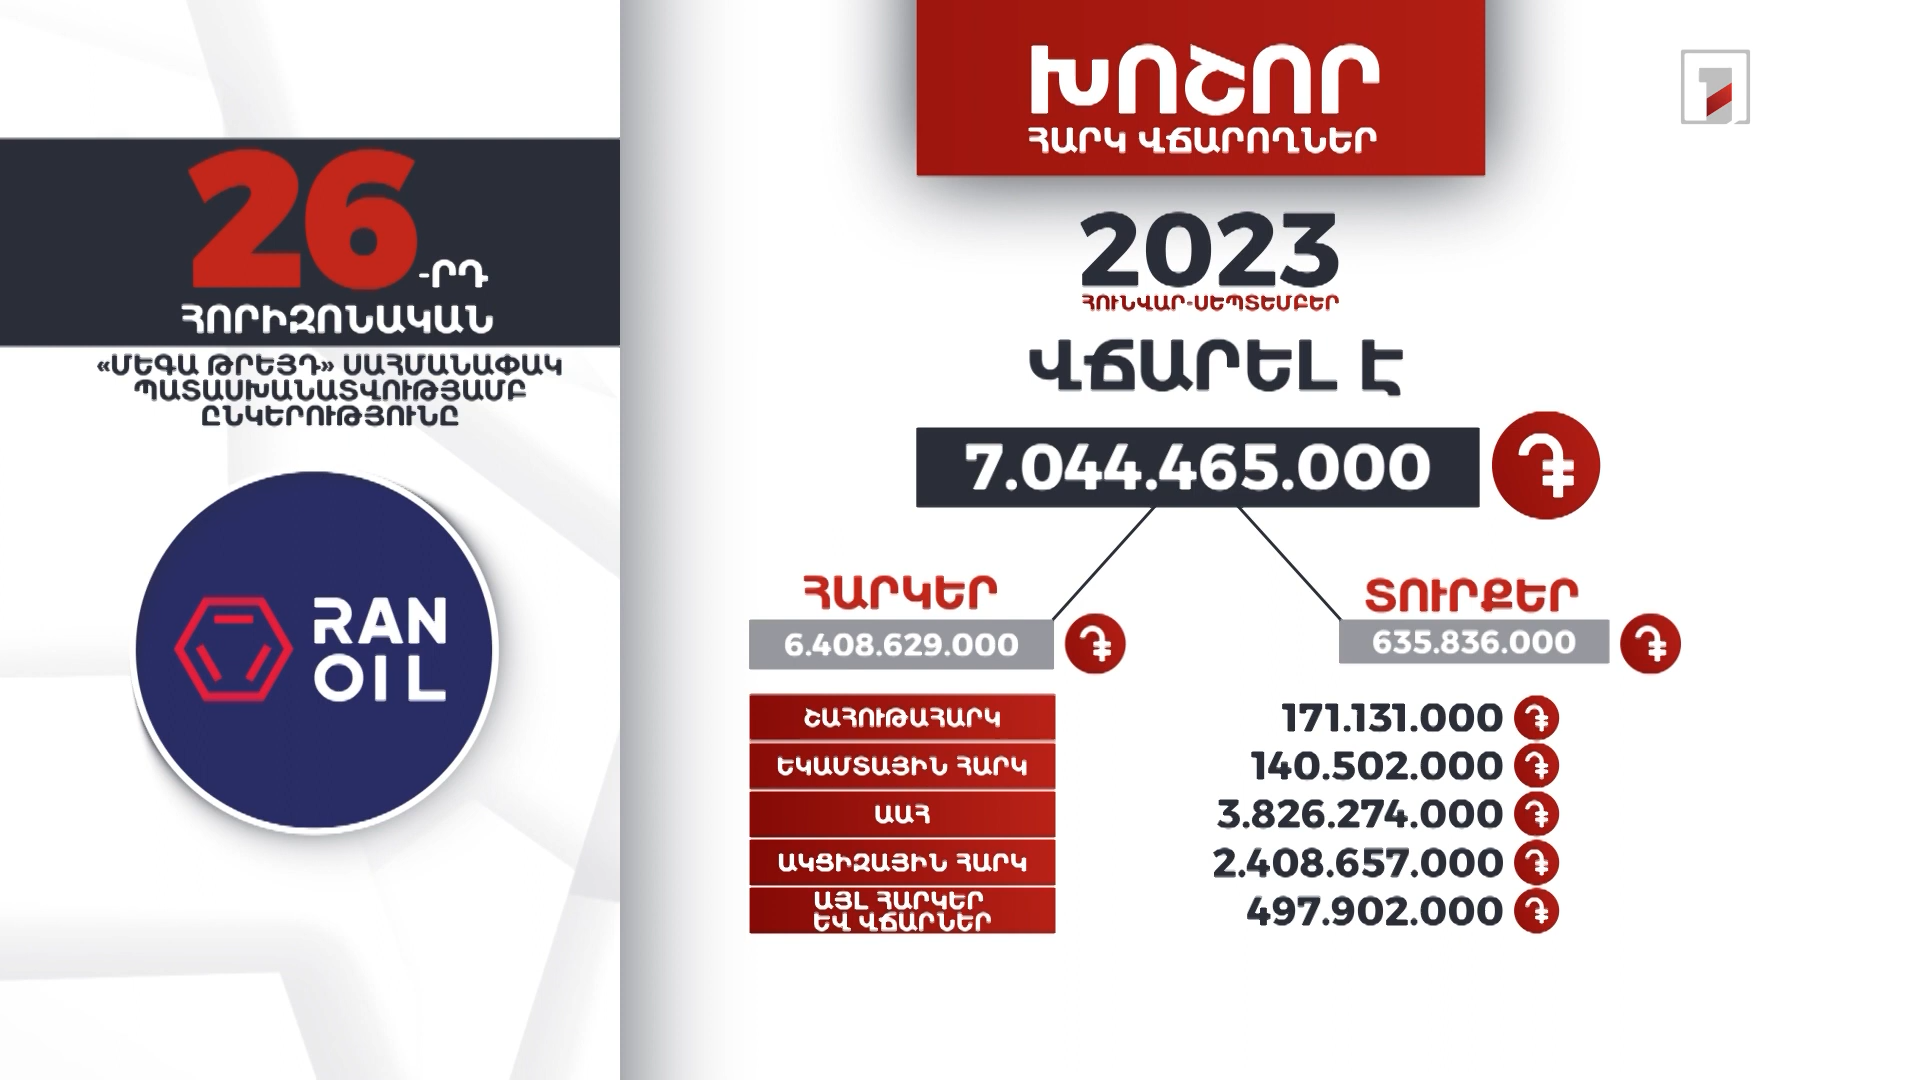 26-ՐԴ
ՀՈՐԻԶՈՆԱԿԱՆ
«ՄԵԳԱ ԹՐԵՅԴ» ՍԱՀՄԱՆԱՓԱԿ
ՊԱՏԱՍԽԱՆԱՏՎՈՒԹՅԱՄԲ
ԸՆԿԵՐՈՒԹՅՈՒՆԸ
RAN
OIL
ԽՈՇՈՐ
ՀԱՐԿ ՎՃԱՐՈՂՆԵՐ
1
2023
ՀՈՒՆՎԱՐ-ՍԵՊՏԵՄԲԵՐ
ՎՃԱՐԵԼ Է
7.044.465.000 ֏
ՀԱՐԿԵՐ
6.408.629.000 ֏
ՏՈՒՐՔԵՐ
635.836.000 ֏
ՇԱՀՈՒԹԱՀԱՐԿ 171.131.000 ֏
ԵԿԱՄՏԱՅԻՆ ՀԱՐԿ 140.502.000 ֏
ԱԱՀ 3.826.274.000 ֏
ԱԿՑԻԶԱՅԻՆ ՀԱՐԿ 2.408.657.000 ֏
ԱՅԼ ՀԱՐԿԵՐ
ԵՎ ՎՃԱՐՆԵՐ 497.902.000 ֏